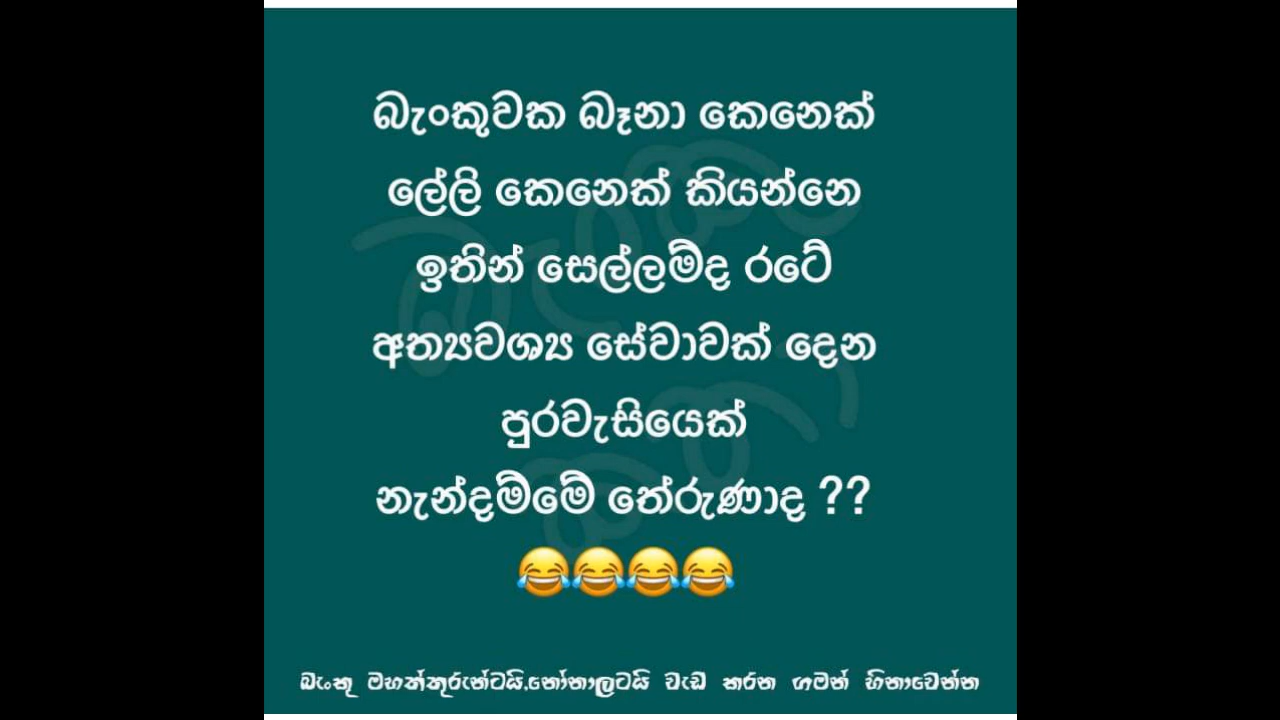 බැංකුවක බෑනා කෙනෙක්
ලේලි කෙනෙක් කියන්නෙ
ඉතින් සෙල්ලම්ද රටේ
අත්‍යවශ්‍ය සේවාවක් දෙන
පුරවැසියෙක්
නැන්දම්මේ තේරුණාද ??
😂😂😂😂
බැංකු මහත්තුරුන්ටයි,නෝනාලටයි වැඩ කරන ගමන් හිනාවෙන්න